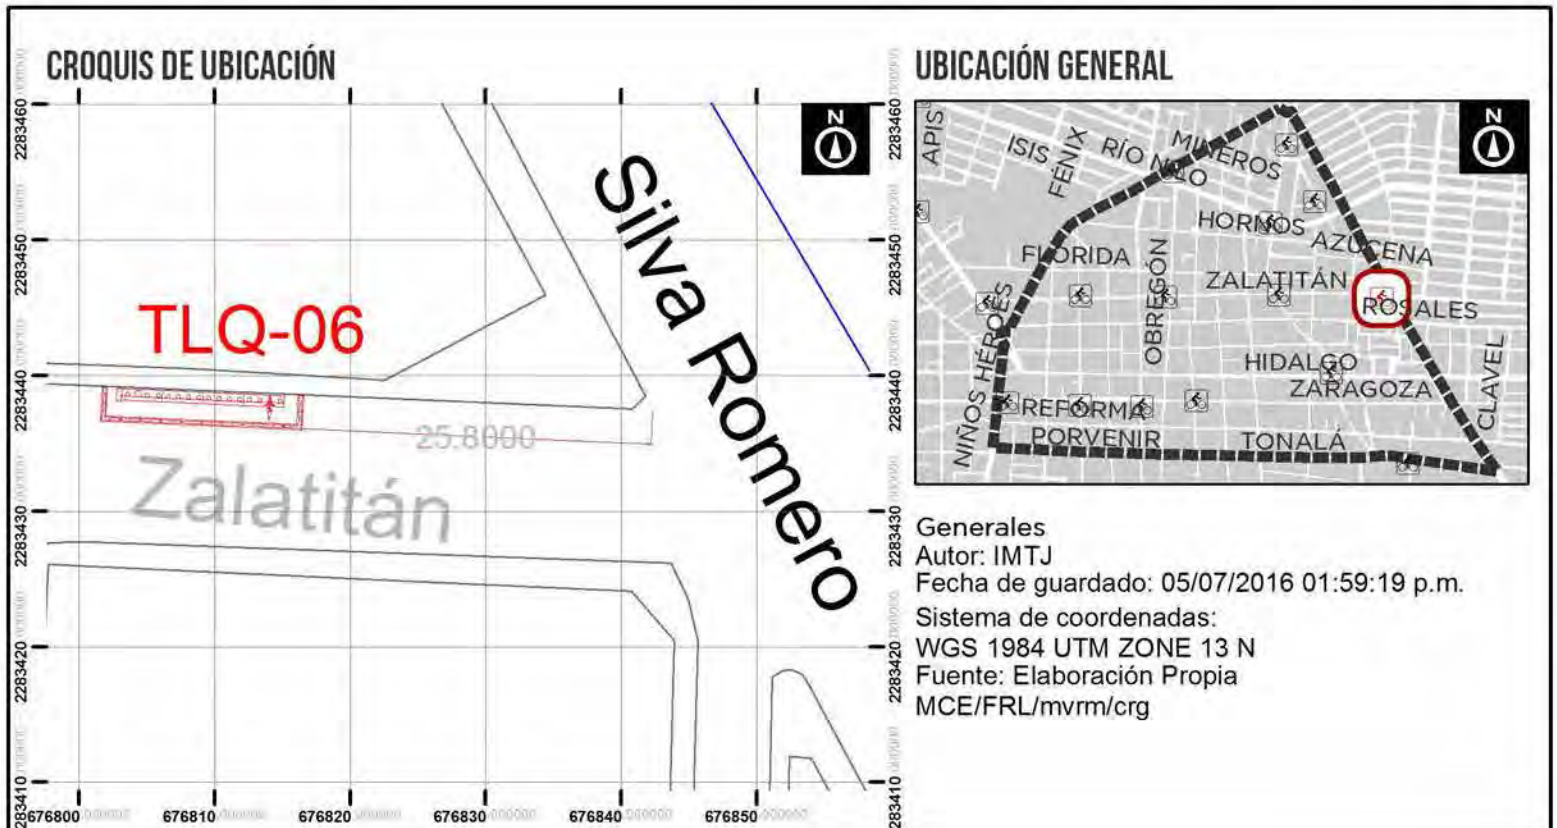 CROQUIS DE UBICACIÓN
N
2283460
2283450
2283440
2283430
2283420
2283410
TLQ-06
25.8000
Zalatitán
Silva Romero
676800
676810
676820
676830
676840
676850
2283460
2283450
2283440
2283430
2283420
2283410
UBICACIÓN GENERAL
N
APIS
ISIS
FÉNIX
RÍO NILO
MINEROS
HORNOS
AZUCENA
FLORIDA
OBREGÓN
ZALATITÁN
ROSALES
NIÑOS HÉROES
HIDALGO
ZARAGOZA
CLAVEL
REFORMA
PORVENIR
TONALÁ
Generales
Autor: IMTJ
Fecha de guardado: 05/07/2016 01:59:19 p.m.
Sistema de coordenadas:
WGS 1984 UTM ZONE 13 N
Fuente: Elaboración Propia
MCE/FRL/mvrm/crg